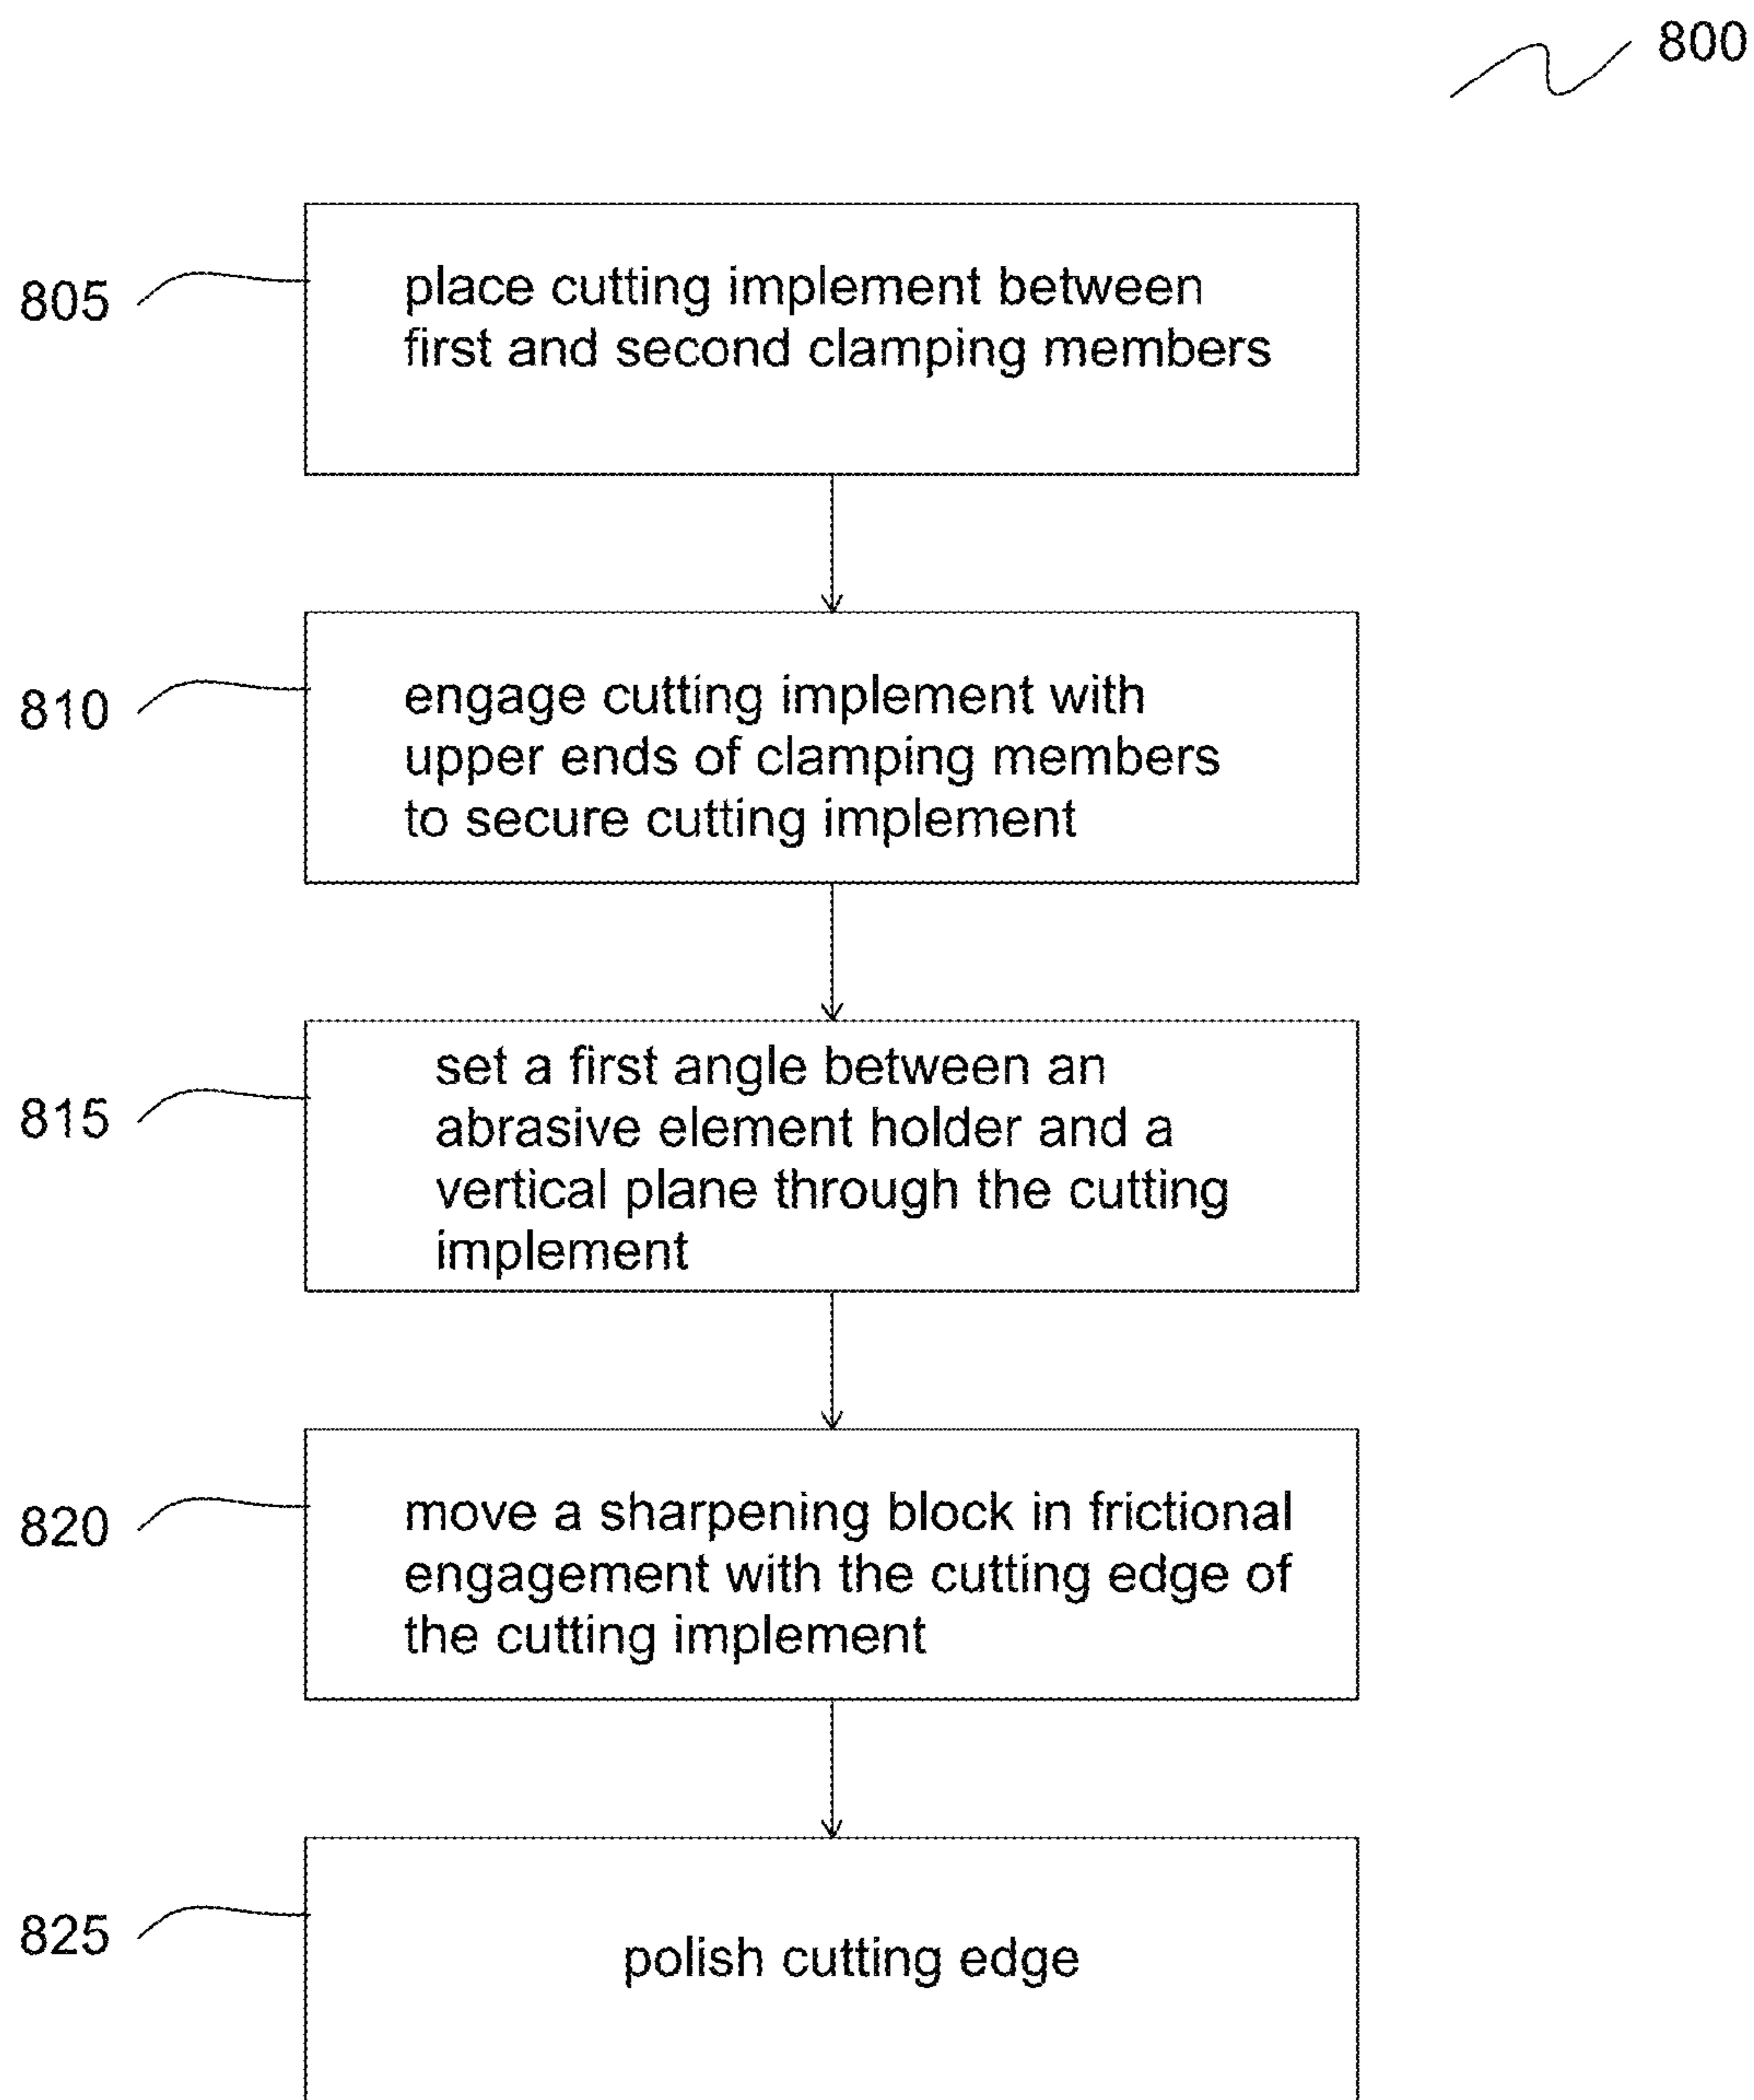 800
805
place cutting implement between
first and second clamping members
810
engage cutting implement with
upper ends of clamping members
to secure cutting implement
815
set a first angle between an
abrasive element holder and a
vertical plane through the cutting
implement
820
move a sharpening block in frictional
engagement with the cutting edge of
the cutting implement
825
polish cutting edge